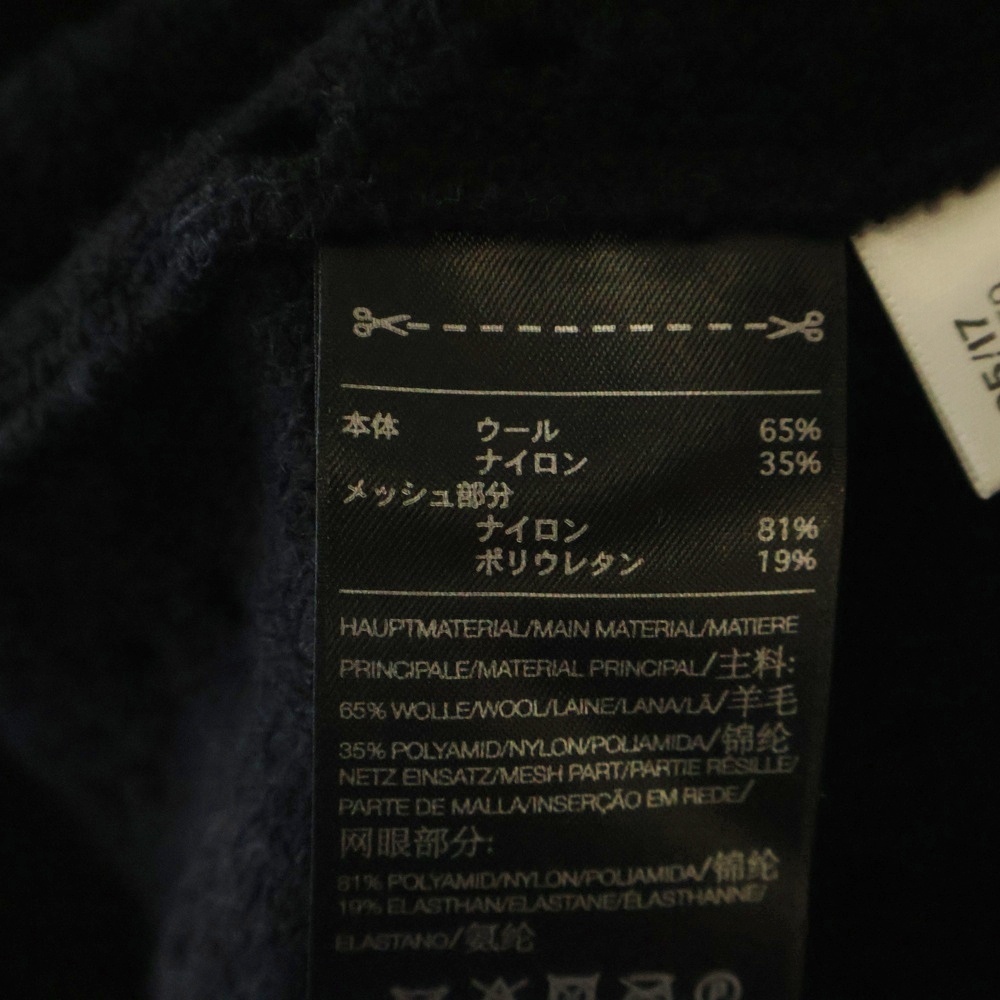 本体 ウール 65%
ナイロン 35%
メッシュ部分
ナイロン 81%
ポリウレタン 19%
HAUPTMATERIAL/MAIN MATERIAL/MATIERE
PRINCIPALE/MATERIAL PRINCIPAL/主料:
65% WOLLE/WOOL/LAINE/LANA/LÃ/羊毛
35% POLYAMID/NYLON/POLIAMIDA/锦纶
NETZ EINSATZ/MESH PART/PARTIE RÉSILLE/
PARTE DE MALLA/INSERÇÃO EM REDE/
网眼部分:
81% POLYAMID/NYLON/POLIAMIDA/锦纶
19% ELASTHAN/ELASTANE/ÉLASTHANNE/
ELASTANO/氨纶
5/17